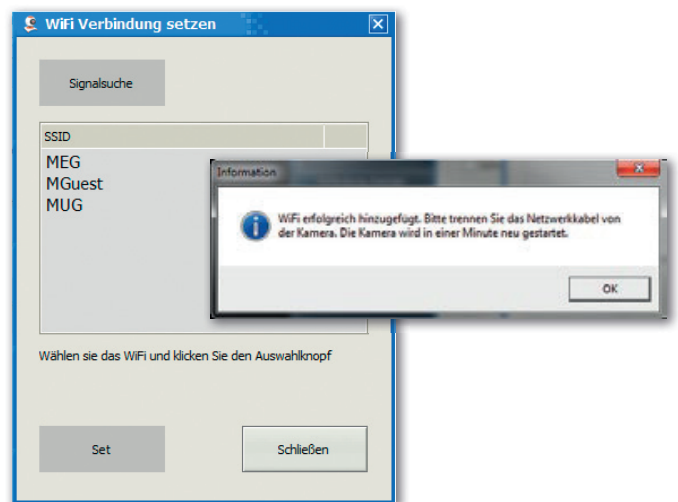 WiFi Verbindung setzen
Signalsuche
SSID
MEG
MGuest
MUG
Information
WiFi erfolgreich hinzugefügt. Bitte trennen Sie das Netzwerkkabel von
der Kamera. Die Kamera wird in einer Minute neu gestartet.
OK
Wählen sie das WiFi und klicken Sie den Auswahlknopf
Set
Schließen